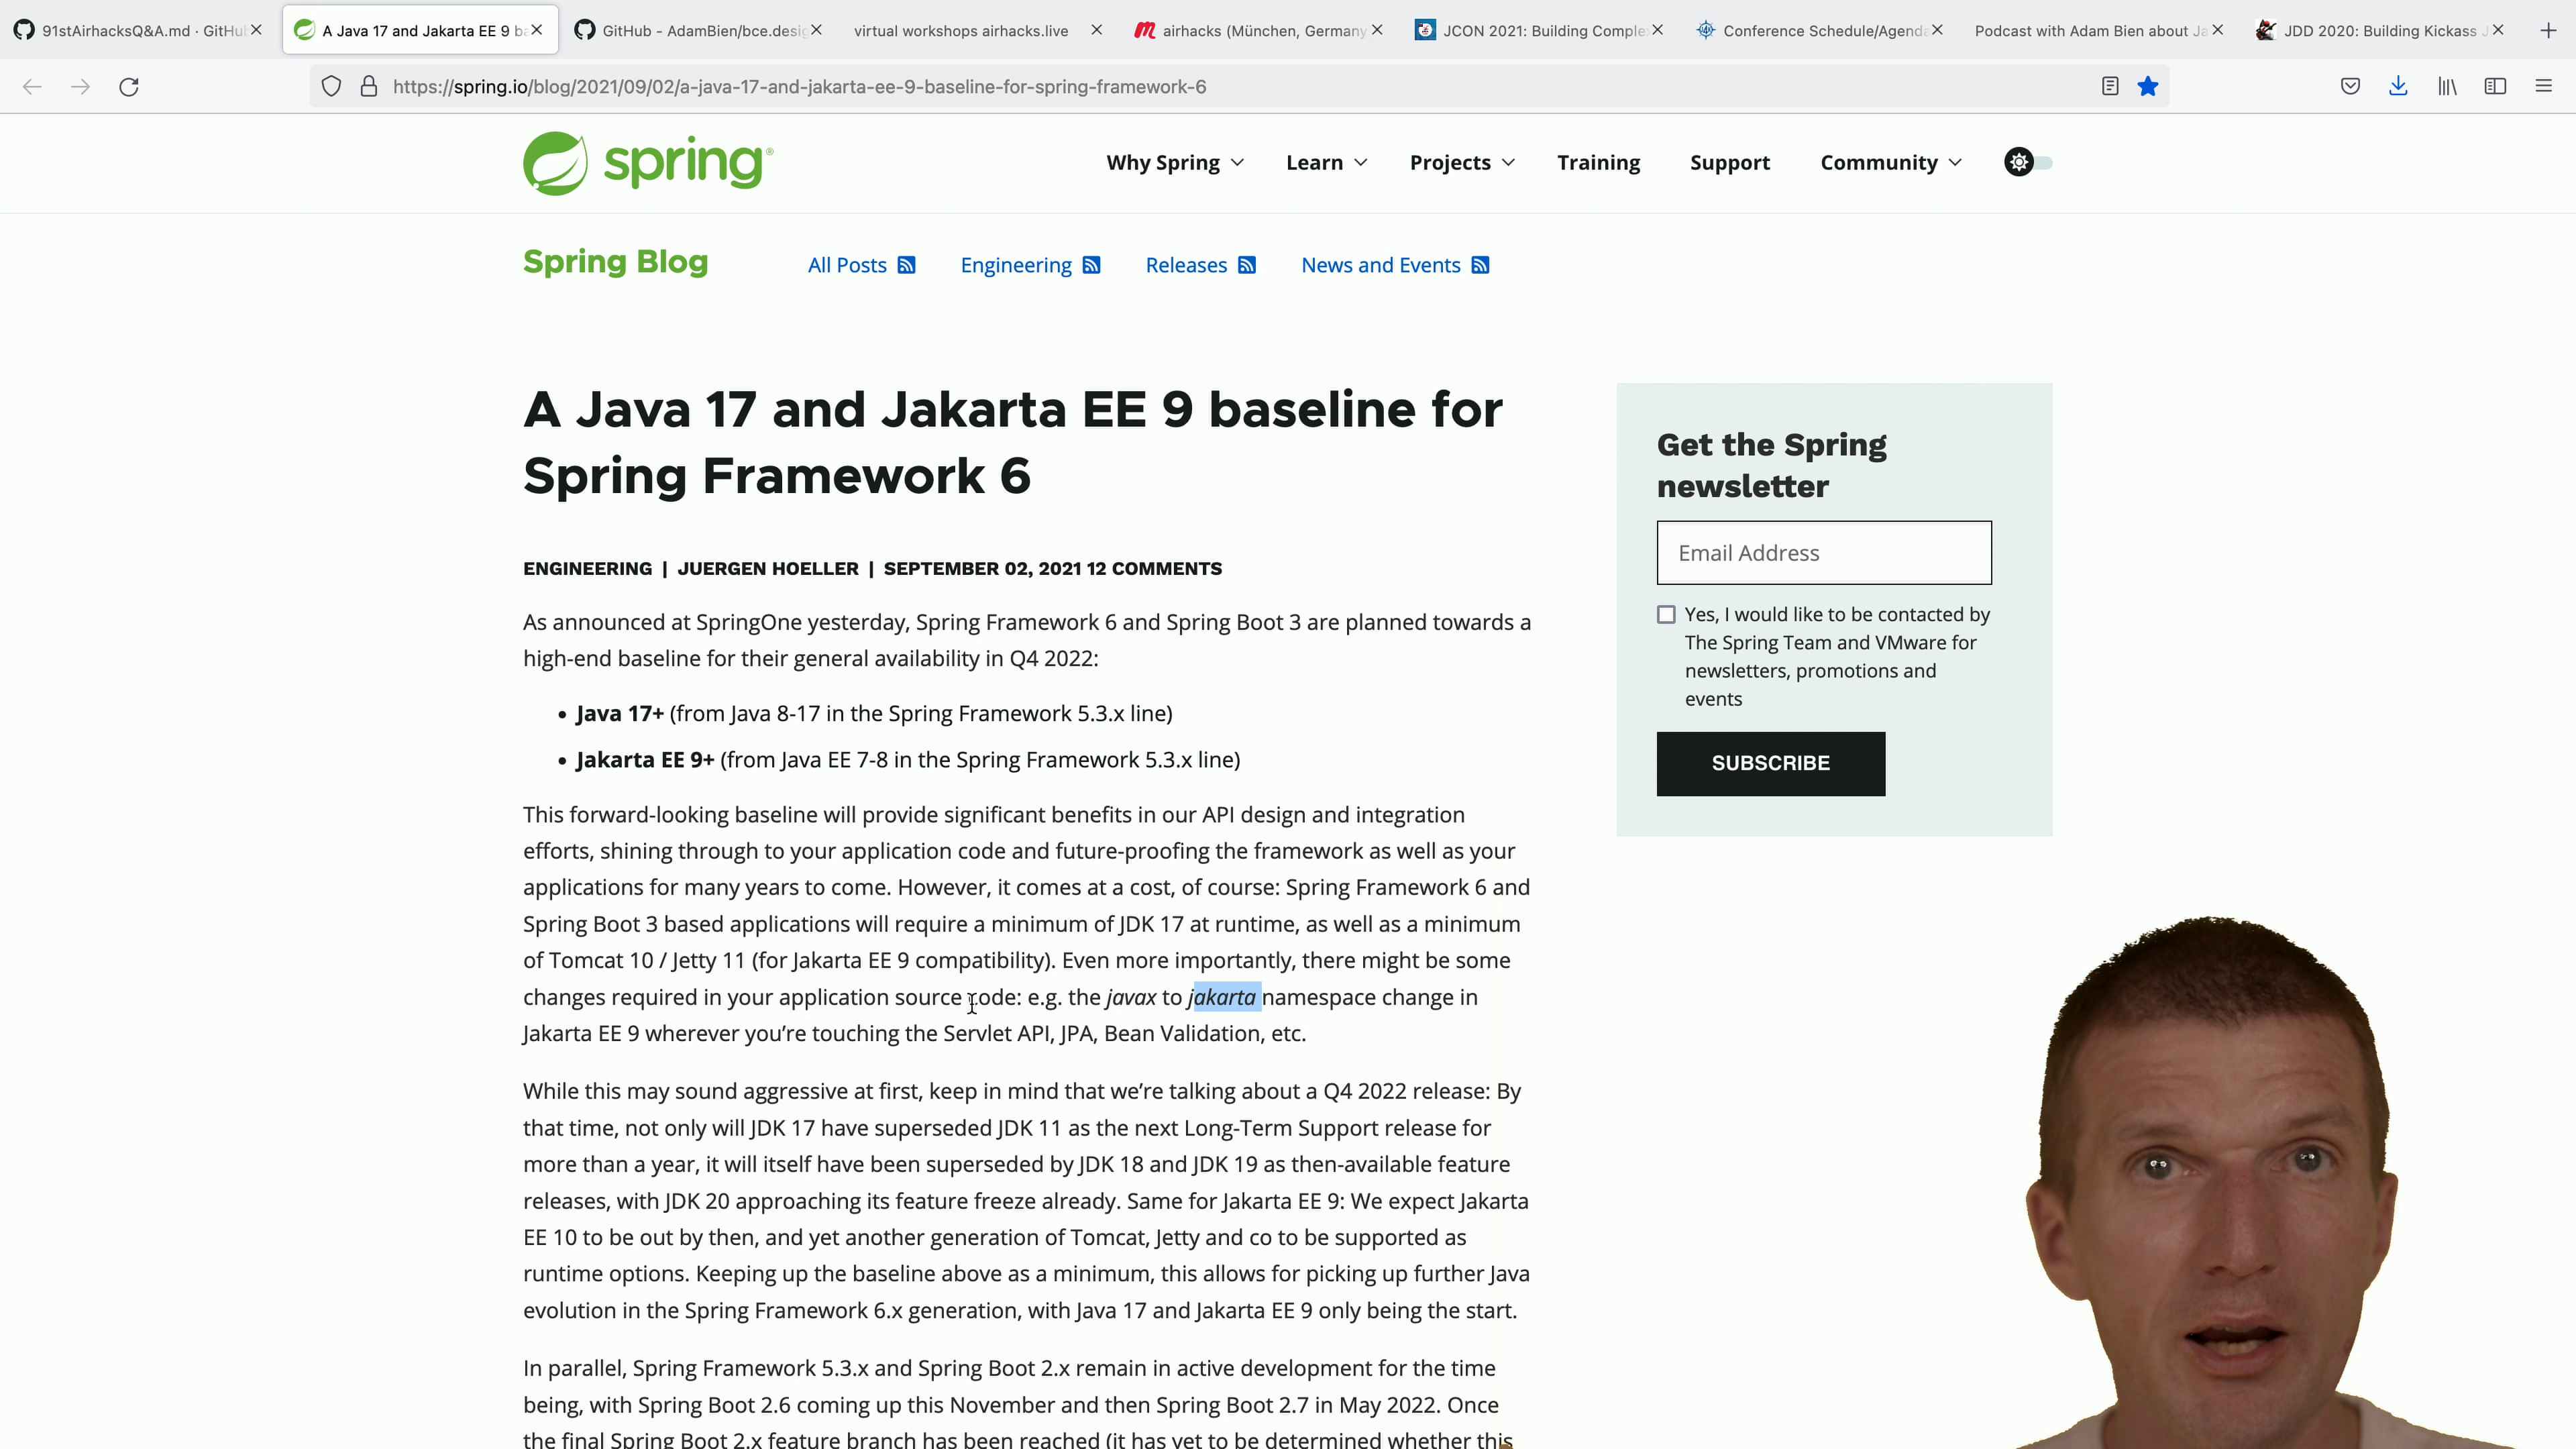 91stAirhacksQ&A.md · GitHu
A Java 17 and Jakarta EE 9 ba
GitHub - AdamBien/bce.desig
virtual workshops airhacks.live
airhacks (München, Germany
JCON 2021: Building Comple
Conference Schedule/Agenda
Podcast with Adam Bien about Ja
JDD 2020: Building Kickass J
https://spring.io/blog/2021/09/02/a-java-17-and-jakarta-ee-9-baseline-for-spring-framework-6
spring®
Why Spring
Learn
Projects
Training
Support
Community
Spring Blog
All Posts
Engineering
Releases
News and Events
A Java 17 and Jakarta EE 9 baseline for
Spring Framework 6
ENGINEERING | JUERGEN HOELLER | SEPTEMBER 02, 2021 12 COMMENTS
As announced at SpringOne yesterday, Spring Framework 6 and Spring Boot 3 are planned towards a
high-end baseline for their general availability in Q4 2022:
• Java 17+ (from Java 8-17 in the Spring Framework 5.3.x line)
• Jakarta EE 9+ (from Java EE 7-8 in the Spring Framework 5.3.x line)
This forward-looking baseline will provide significant benefits in our API design and integration
efforts, shining through to your application code and future-proofing the framework as well as your
applications for many years to come. However, it comes at a cost, of course: Spring Framework 6 and
Spring Boot 3 based applications will require a minimum of JDK 17 at runtime, as well as a minimum
of Tomcat 10 / Jetty 11 (for Jakarta EE 9 compatibility). Even more importantly, there might be some
changes required in your application source code: e.g. the javax to jakarta namespace change in
Jakarta EE 9 wherever you’re touching the Servlet API, JPA, Bean Validation, etc.
While this may sound aggressive at first, keep in mind that we’re talking about a Q4 2022 release: By
that time, not only will JDK 17 have superseded JDK 11 as the next Long-Term Support release for
more than a year, it will itself have been superseded by JDK 18 and JDK 19 as then-available feature
releases, with JDK 20 approaching its feature freeze already. Same for Jakarta EE 9: We expect Jakarta
EE 10 to be out by then, and yet another generation of Tomcat, Jetty and co to be supported as
runtime options. Keeping up the baseline above as a minimum, this allows for picking up further Java
evolution in the Spring Framework 6.x generation, with Java 17 and Jakarta EE 9 only being the start.
In parallel, Spring Framework 5.3.x and Spring Boot 2.x remain in active development for the time
being, with Spring Boot 2.6 coming up this November and then Spring Boot 2.7 in May 2022. Once
the final Spring Boot 2.x feature branch has been reached (it has yet to be determined whether this
Get the Spring
newsletter
Email Address
Yes, I would like to be contacted by
The Spring Team and VMware for
newsletters, promotions and
events
SUBSCRIBE